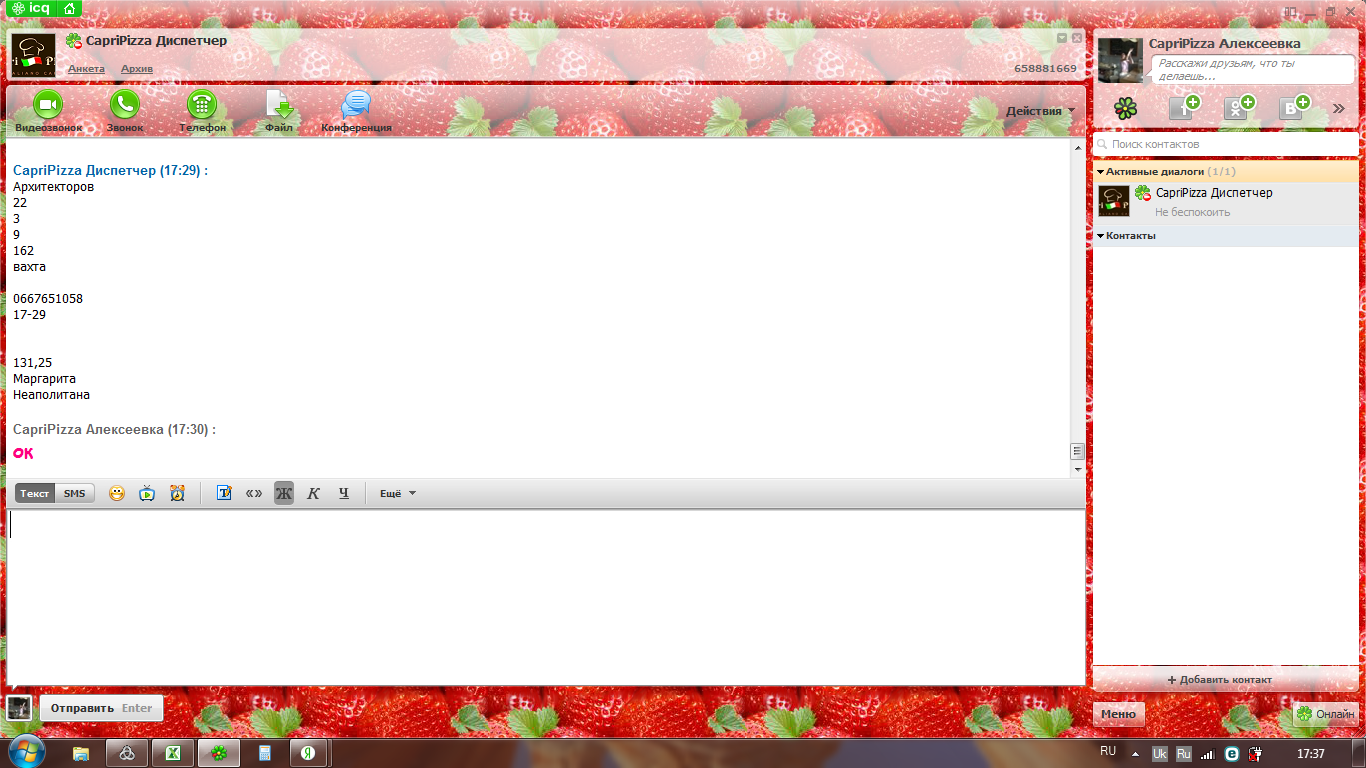 icq
CapriPizza Диспетчер
Анкета Архив
658881669
Видеозвонок Звонок Телефон Файл Конференция
Действия
CapriPizza Диспетчер (17:29) :
Архитекторов
22
3
9
162
вахта
0667651058
17-29
131,25
Маргарита
Неаполитана
CapriPizza Алексеевка (17:30) :
ОК
Текст SMS «» Ж К Ч Ещё
Отправить Enter
CapriPizza Алексеевка
Расскажи друзьям, что ты
делаешь...
Поиск контактов
Активные диалоги (1/1)
CapriPizza Диспетчер
Не беспокоить
Контакты
+ Добавить контакт
Меню
Онлайн
RU Uk Ru 17:37